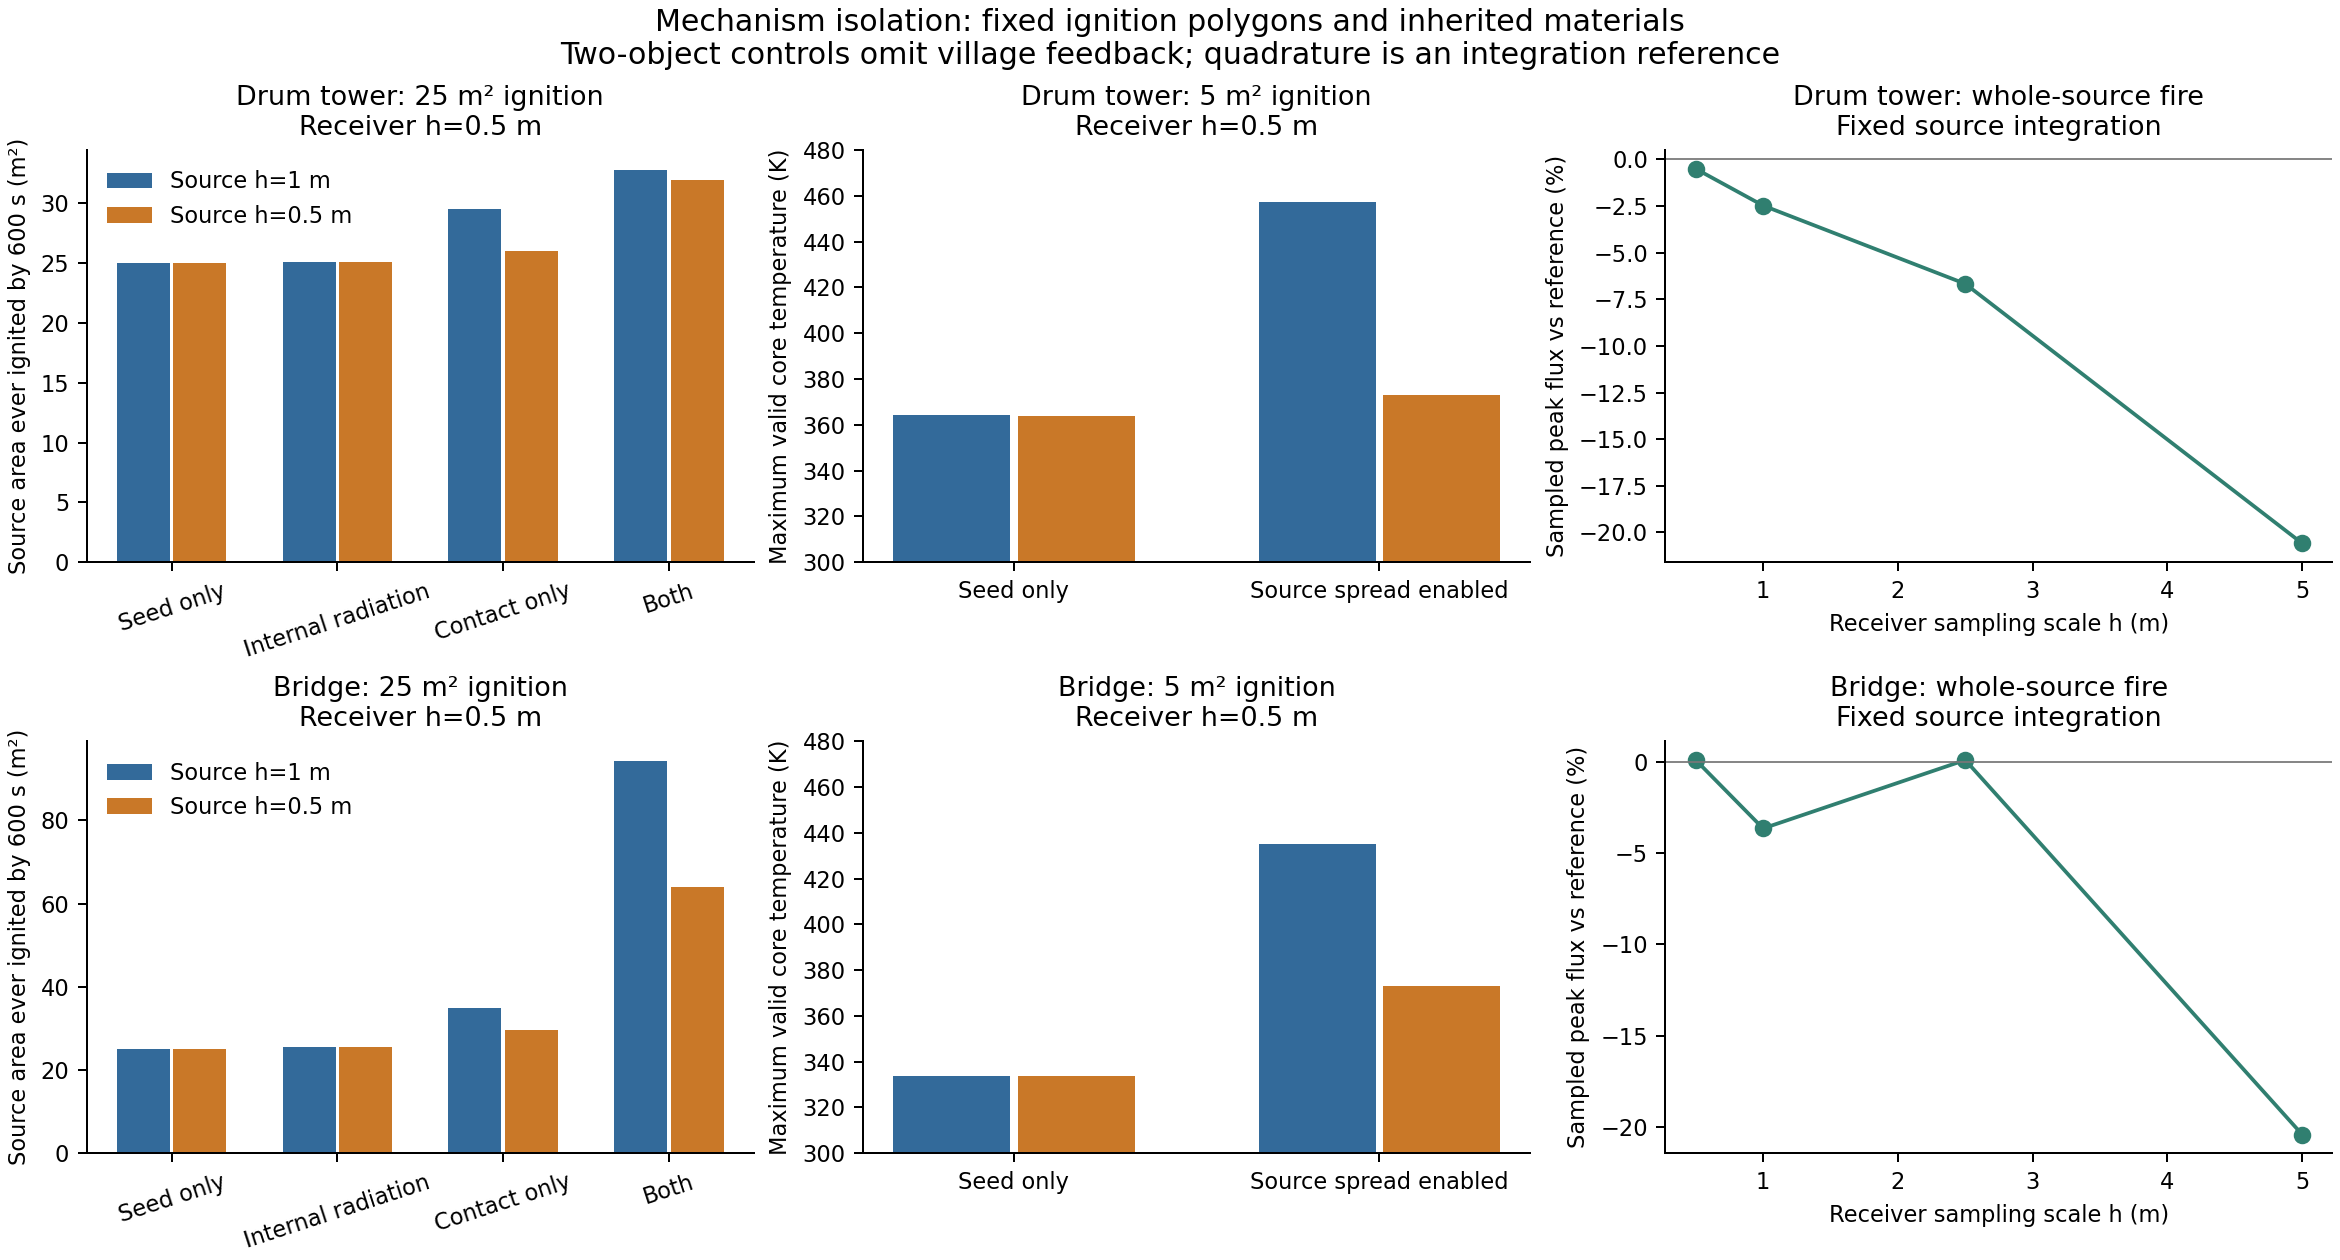 Mechanism isolation: fixed ignition polygons and inherited materials
Two-object controls omit village feedback; quadrature is an integration reference
Drum tower: 25 m² ignition
Receiver h=0.5 m
Source area ever ignited by 600 s (m²)
30
25
20
15
10
5
0
Source h=1 m
Source h=0.5 m
Seed only
Internal radiation
Contact only
Both
Drum tower: 5 m² ignition
Receiver h=0.5 m
Maximum valid core temperature (K)
480
460
440
420
400
380
360
340
320
300
Seed only
Source spread enabled
Drum tower: whole-source fire
Fixed source integration
Sampled peak flux vs reference (%)
0.0
−2.5
−5.0
−7.5
−10.0
−12.5
−15.0
−17.5
−20.0
1 2 3 4 5
Receiver sampling scale h (m)
Bridge: 25 m² ignition
Receiver h=0.5 m
Source area ever ignited by 600 s (m²)
80
60
40
20
0
Source h=1 m
Source h=0.5 m
Seed only
Internal radiation
Contact only
Both
Bridge: 5 m² ignition
Receiver h=0.5 m
Maximum valid core temperature (K)
480
460
440
420
400
380
360
340
320
300
Seed only
Source spread enabled
Bridge: whole-source fire
Fixed source integration
Sampled peak flux vs reference (%)
0
−5
−10
−15
−20
1 2 3 4 5
Receiver sampling scale h (m)